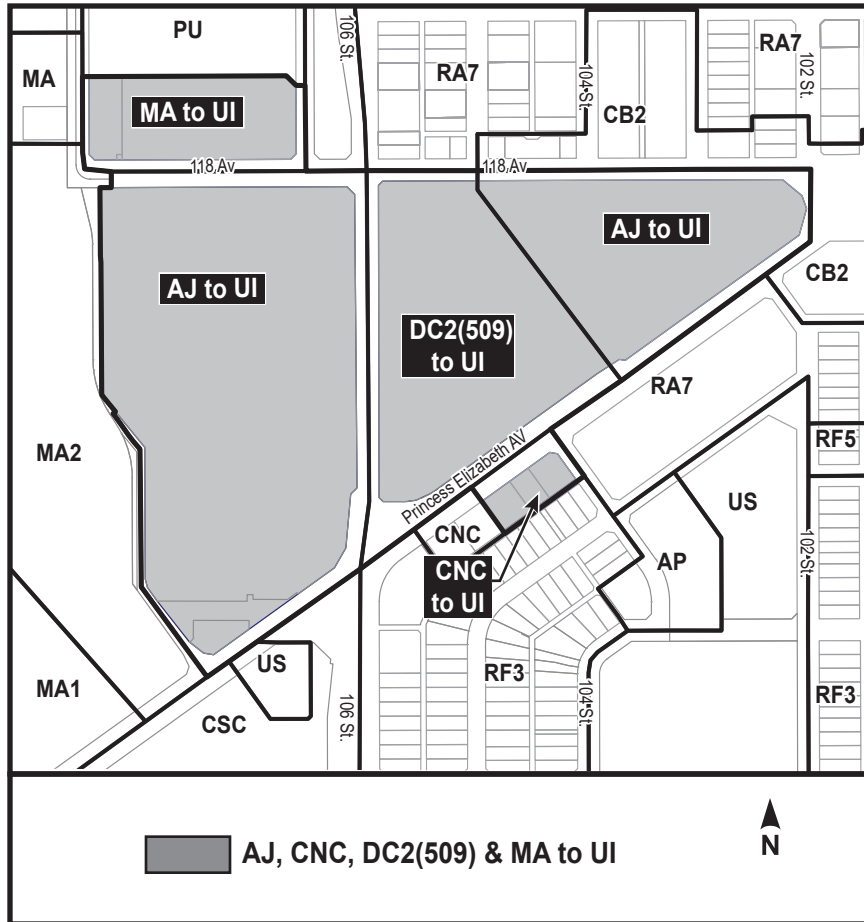 PU
106 St.
RA7
104 St.
CB2
RA7
102 St.
MA
MA to UI
118 Av
118 Av
AJ to UI
AJ to UI
CB2
DC2(509)
to UI
RA7
RF5
MA2
Princess Elizabeth AV
US
CNC
CNC
to UI
AP
102 St.
US
RF3
MA1
CSC
106 St.
104 St.
RF3
AJ, CNC, DC2(509) & MA to UI
N